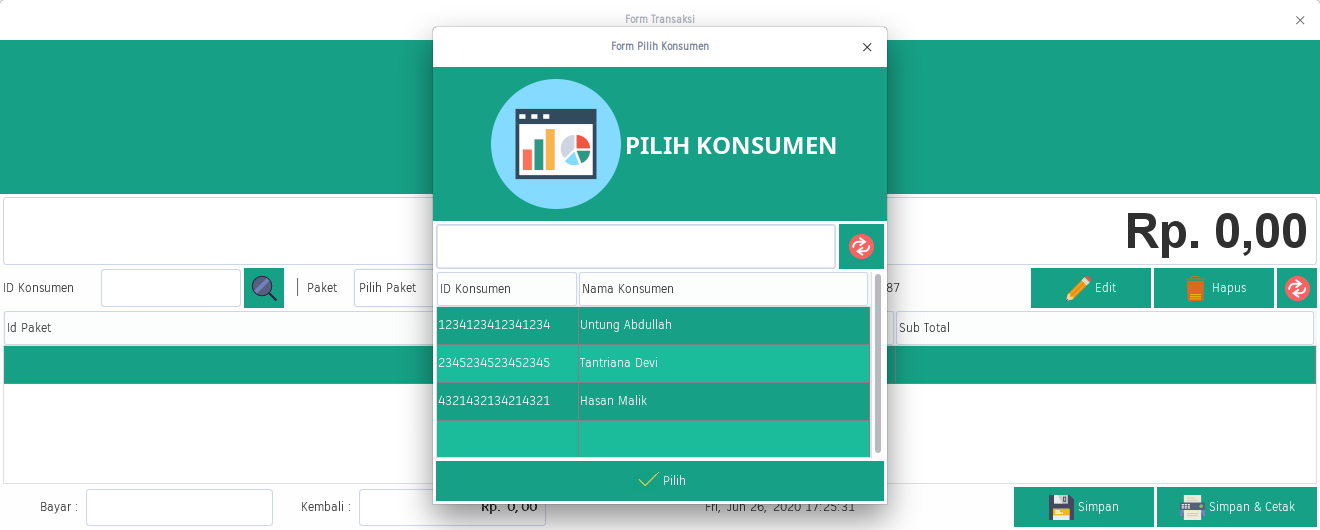 Form Transaksi
Form Pilih Konsumen
PILIH KONSUMEN
Rp. 0,00
ID Konsumen
Paket
Pilih Paket
87
Edit
Hapus
Id Paket
Sub Total
ID Konsumen
Nama Konsumen
1234123412341234
Untung Abdullah
2345234523452345
Tantriana Devi
4321432134214321
Hasan Malik
Pilih
Bayar :
Kembali :
Rp. 0,00
Fri, Jun 26, 2020 17:25:31
Simpan
Simpan & Cetak